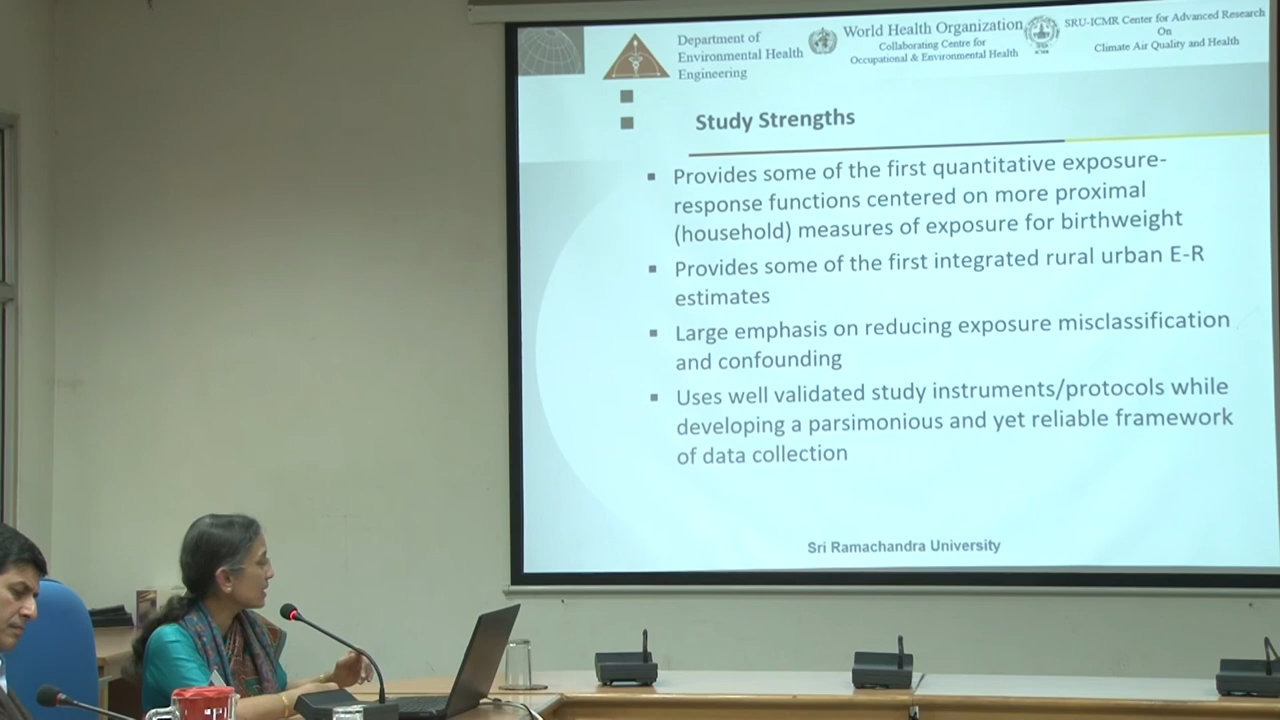 Department of
Environmental Health
Engineering
World Health Organization
Collaborating Centre for
Occupational & Environmental Health
SRU-ICMR Center for Advanced Research
On
Climate Air Quality and Health
Study Strengths
Provides some of the first quantitative exposure-
response functions centered on more proximal
(household) measures of exposure for birthweight
Provides some of the first integrated rural urban E-R
estimates
Large emphasis on reducing exposure misclassification
and confounding
Uses well validated study instruments/protocols while
developing a parsimonious and yet reliable framework
of data collection
Sri Ramachandra University